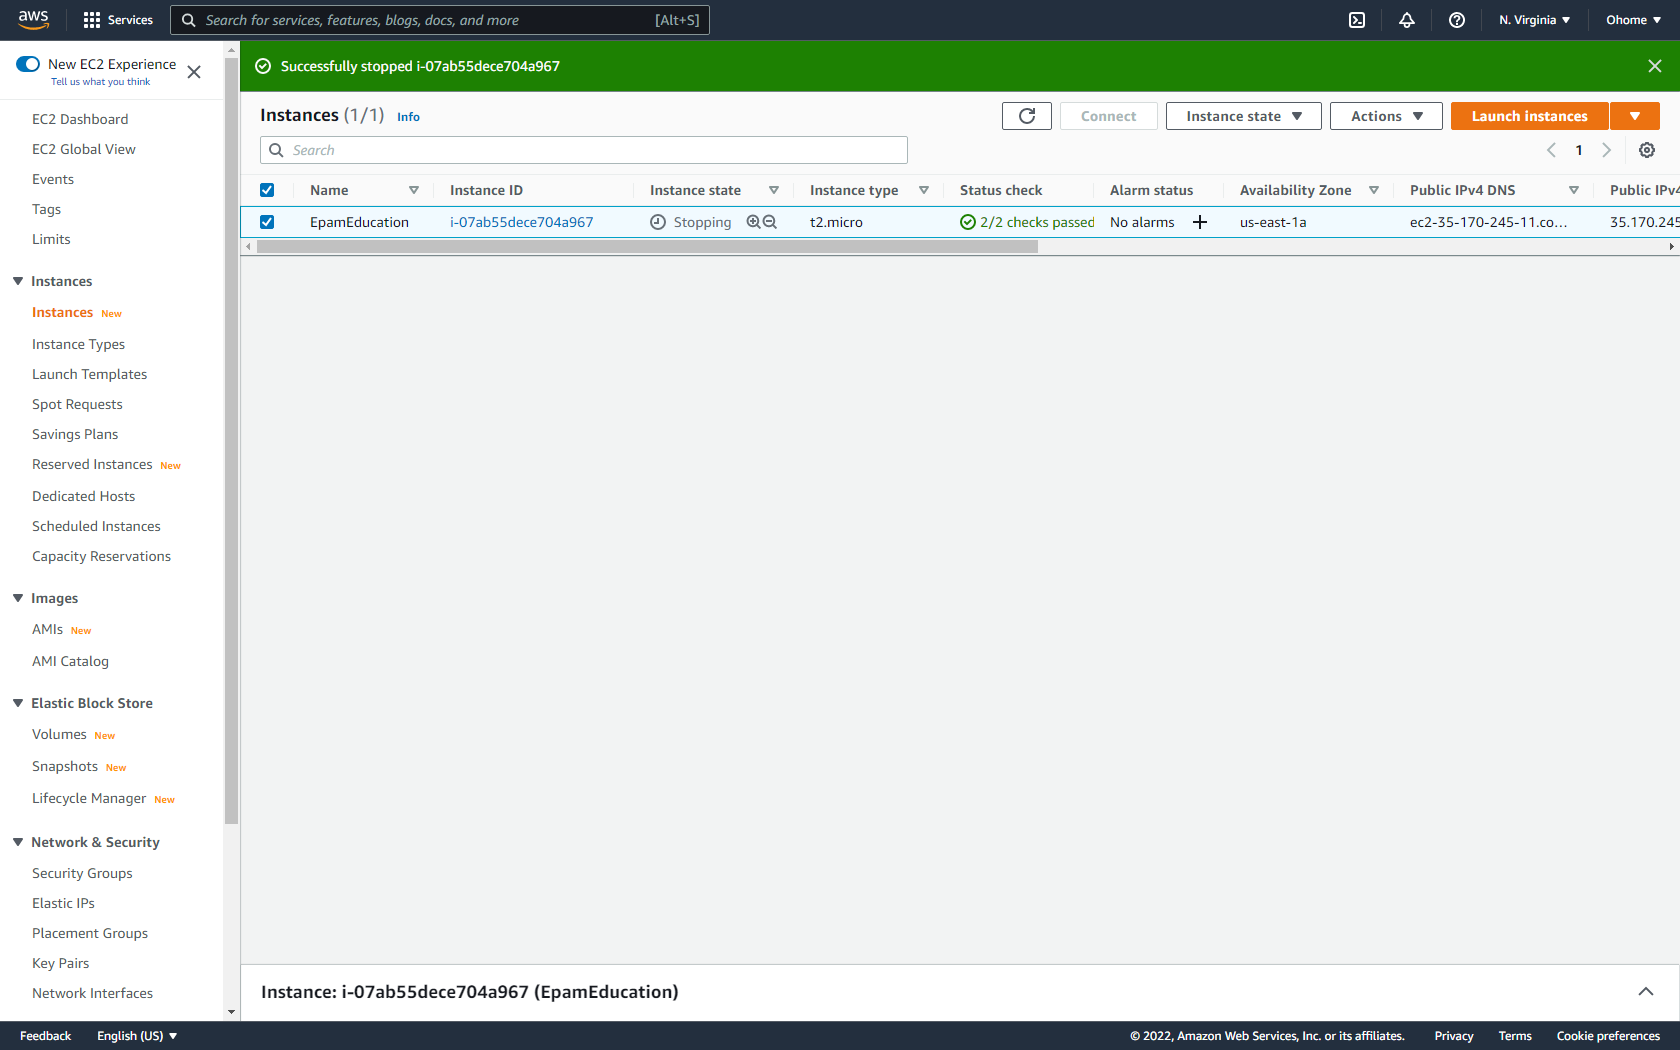 aws Services Search for services, features, blogs, docs, and more [Alt+S] N. Virginia Ohome
New EC2 Experience
Tell us what you think
EC2 Dashboard
EC2 Global View
Events
Tags
Limits
Instances
Instances New
Instance Types
Launch Templates
Spot Requests
Savings Plans
Reserved Instances New
Dedicated Hosts
Scheduled Instances
Capacity Reservations
Images
AMIs New
AMI Catalog
Elastic Block Store
Volumes New
Snapshots New
Lifecycle Manager New
Network & Security
Security Groups
Elastic IPs
Placement Groups
Key Pairs
Network Interfaces
Successfully stopped i-07ab55dece704a967
Instances (1/1) Info Connect Instance state Actions Launch instances
Search 1
Name Instance ID Instance state Instance type Status check Alarm status Availability Zone Public IPv4 DNS Public IPv4
EpamEducation i-07ab55dece704a967 Stopping t2.micro 2/2 checks passed No alarms us-east-1a ec2-35-170-245-11.co... 35.170.245
Instance: i-07ab55dece704a967 (EpamEducation)
Feedback English (US) © 2022, Amazon Web Services, Inc. or its affiliates. Privacy Terms Cookie preferences